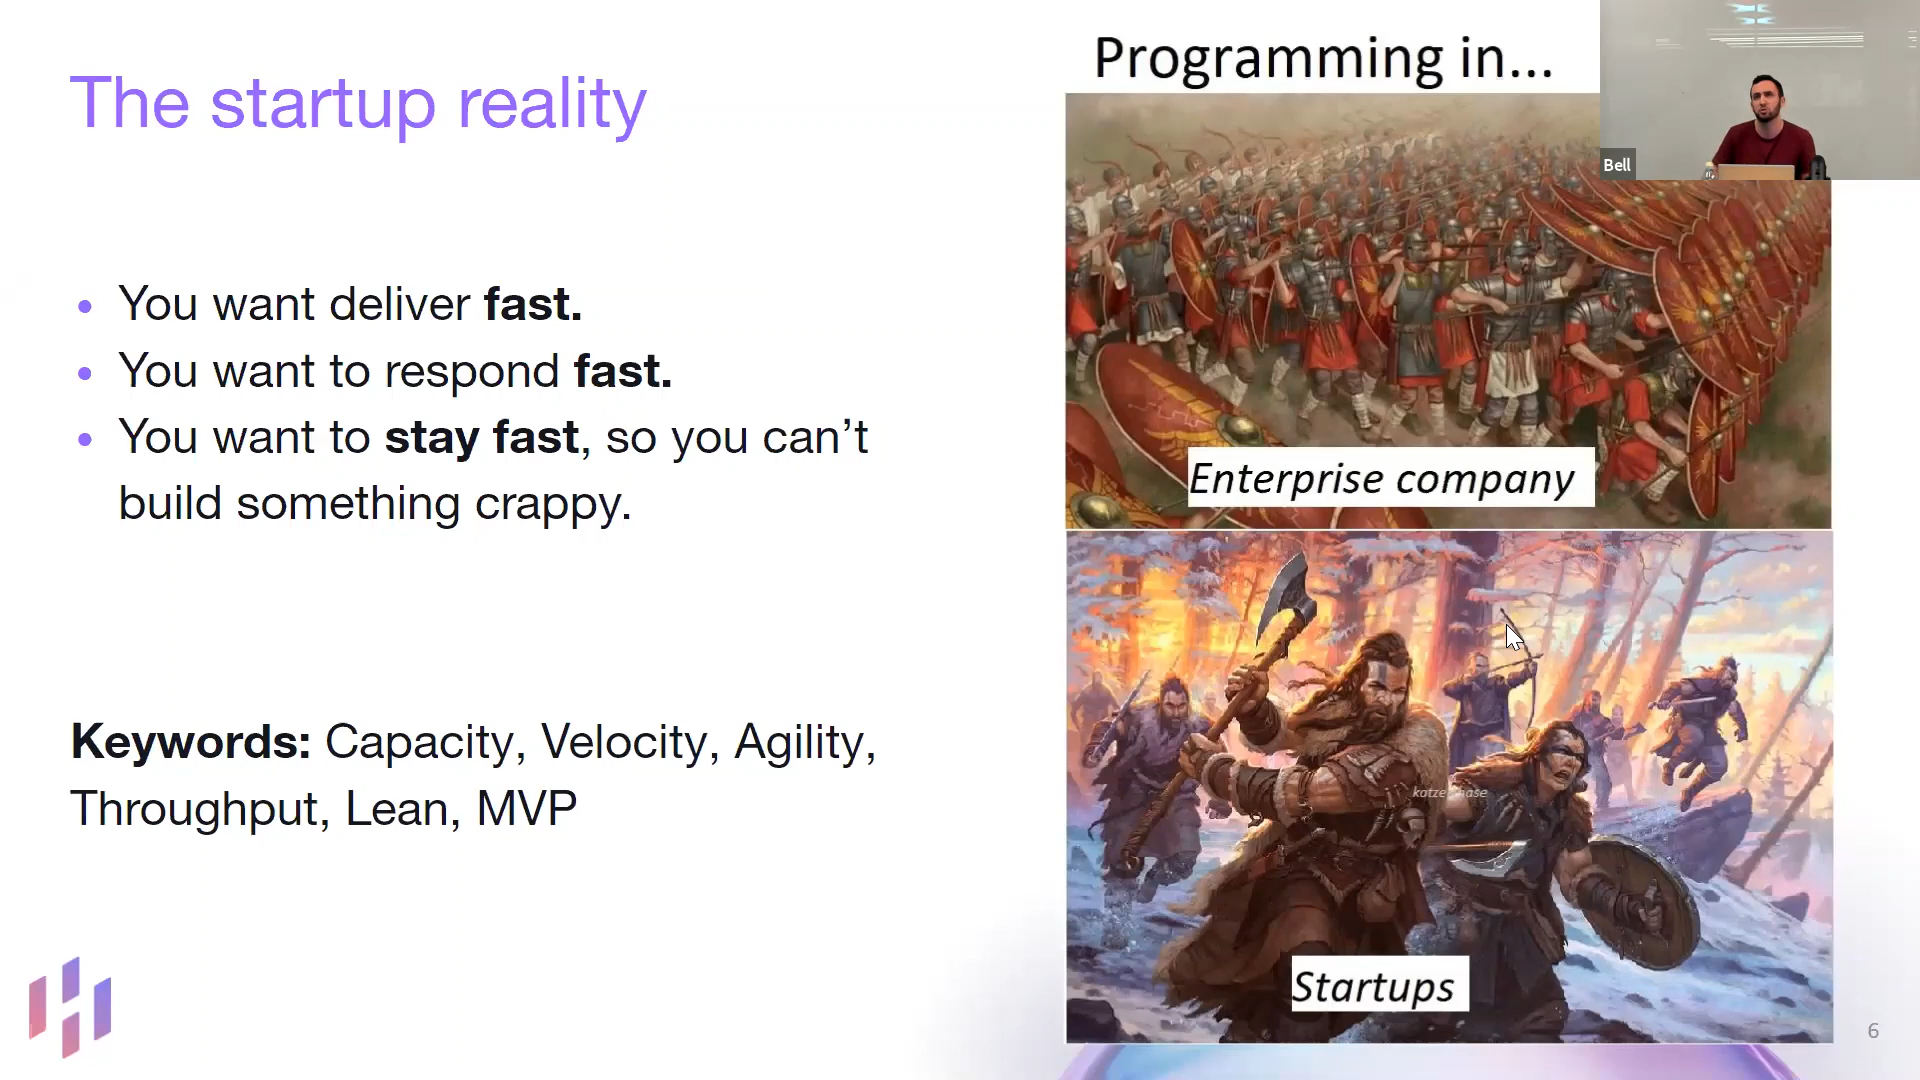 The startup reality
• You want deliver fast.
• You want to respond fast.
• You want to stay fast, so you can’t
build something crappy.
Keywords: Capacity, Velocity, Agility,
Throughput, Lean, MVP
Programming in...
Enterprise company
Startups
Bell
6